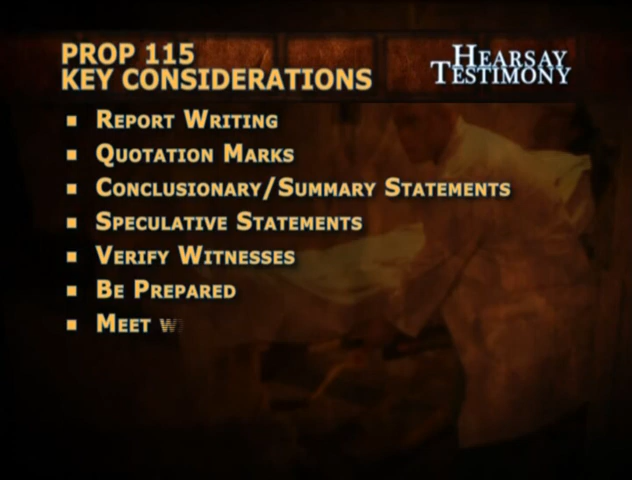 PROP 115
KEY CONSIDERATIONS
HEARSAY
TESTIMONY
REPORT WRITING
QUOTATION MARKS
CONCLUSIONARY/SUMMARY STATEMENTS
SPECULATIVE STATEMENTS
VERIFY WITNESSES
BE PREPARED
MEET